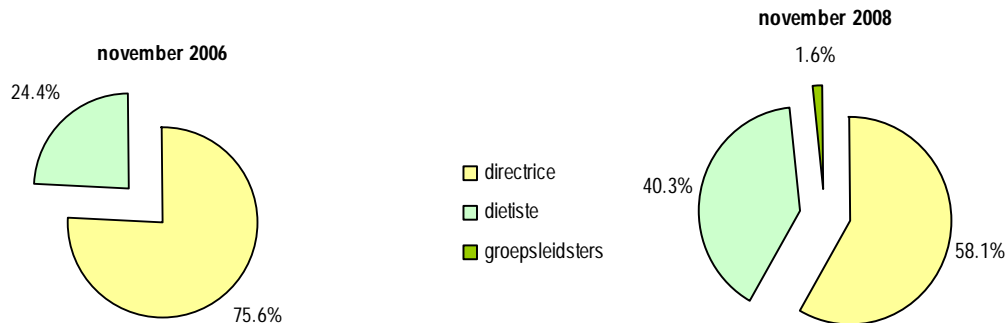 november 2006
24.4%
75.6%
directrice
dietiste
groepsleidsters
november 2008
1.6%
40.3%
58.1%